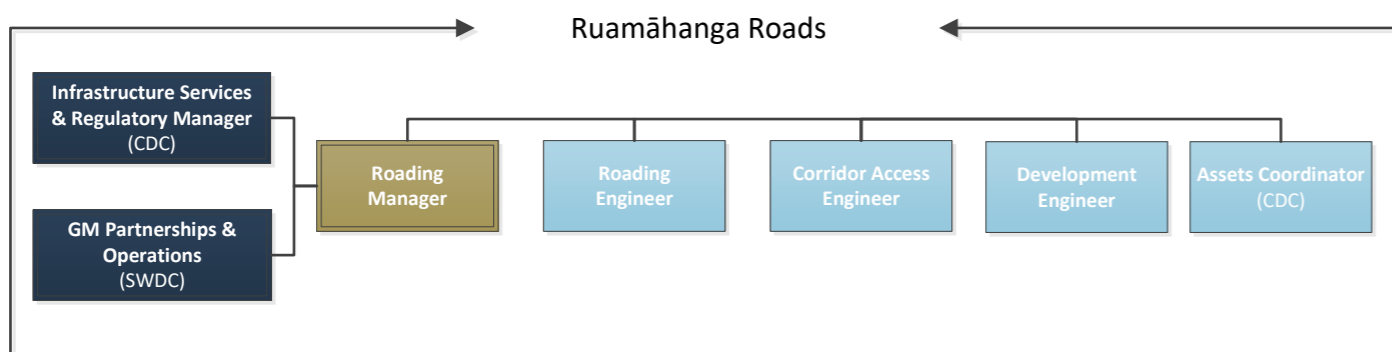 Ruamāhanga Roads
Infrastructure Services
& Regulatory Manager
(CDC)
GM Partnerships &
Operations
(SWDC)
Roading
Manager
Roading
Engineer
Corridor Access
Engineer
Development
Engineer
Assets Coordinator
(CDC)